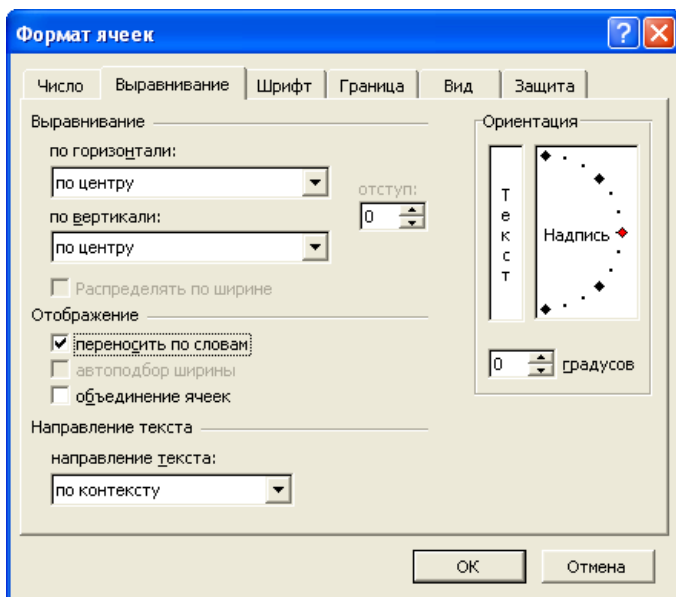 Формат ячеек
Число Выравнивание Шрифт Граница Вид Защита
Выравнивание
по горизонтали:
по центру
отступ:
0
по вертикали:
по центру
Распределять по ширине
Отображение
переносить по словам
автоподбор ширины
объединение ячеек
Направление текста
направление текста:
по контексту
Ориентация
Текст
Надпись
0 градусов
ОК Отмена